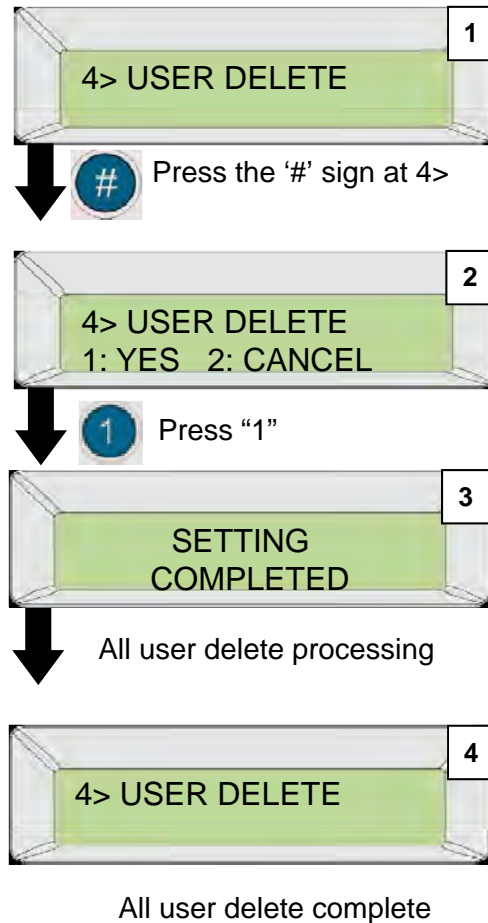 1
4> USER DELETE
# Press the ‘#’ sign at 4>
2
4> USER DELETE
1: YES 2: CANCEL
1 Press “1”
3
SETTING
COMPLETED
All user delete processing
4
4> USER DELETE
All user delete complete